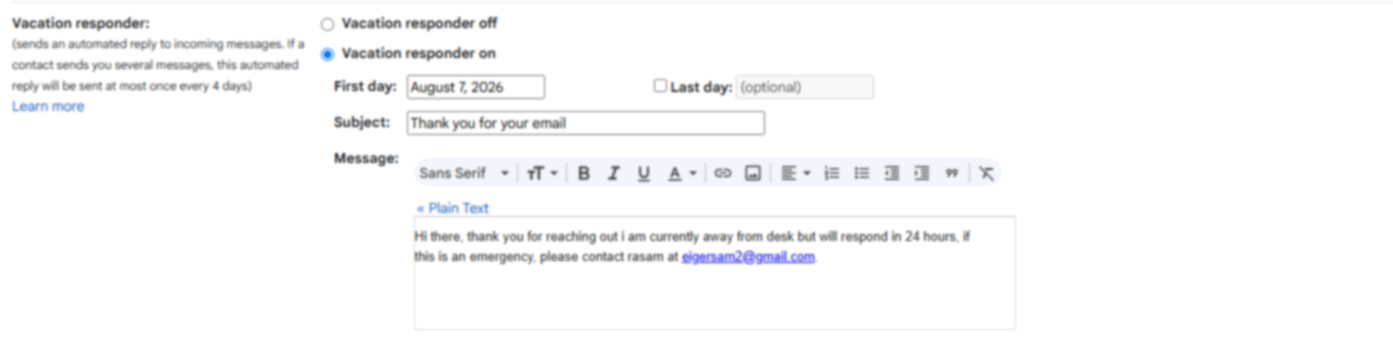 Vacation responder:
(sends an automated reply to incoming messages. If a
contact sends you several messages, this automated
reply will be sent at most once every 4 days)
Learn more
Vacation responder off
Vacation responder on
First day: August 7, 2026 Last day: (optional)
Subject: Thank you for your email
Message:
Sans Serif
« Plain Text
Hi there, thank you for reaching out i am currently away from desk but will respond in 24 hours, if
this is an emergency, please contact rasam at eigersam2@gmail.com.